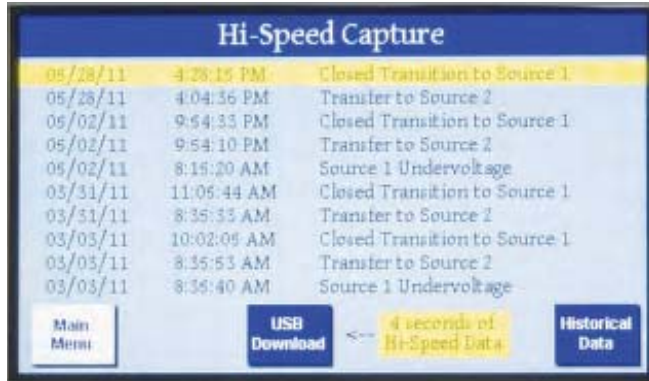 Hi-Speed Capture
05/28/11 4:28:15 PM Closed Transition to Source 1
05/28/11 4:04:36 PM Transfer to Source 2
05/02/11 9:54:33 PM Closed Transition to Source 1
05/02/11 9:54:10 PM Transfer to Source 2
05/02/11 8:15:20 AM Source 1 Undervoltage
03/31/11 11:05:44 AM Closed Transition to Source 1
03/31/11 8:35:33 AM Transfer to Source 2
03/03/11 10:02:05 AM Closed Transition to Source 1
03/03/11 8:35:53 AM Transfer to Source 2
03/03/11 8:35:40 AM Source 1 Undervoltage
Main Menu
USB Download
<-- 4 seconds of Hi-Speed Data
Historical Data